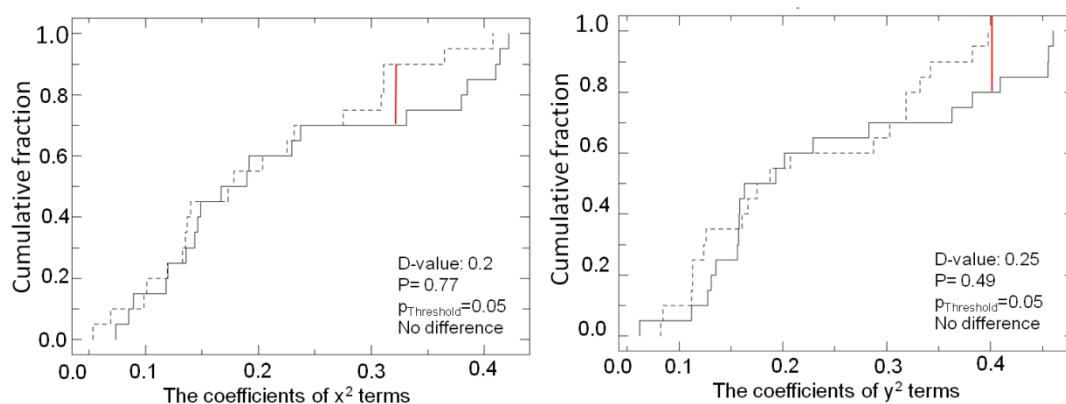 Cumulative fraction
1.0
0.8
0.6
0.4
0.2
0.0
D-value: 0.2
P= 0.77
pThreshold=0.05
No difference
0.0 0.1 0.2 0.3 0.4
The coefficients of x² terms
Cumulative fraction
1.0
0.8
0.6
0.4
0.2
0.0
D-value: 0.25
P= 0.49
pThreshold=0.05
No difference
0.0 0.1 0.2 0.3 0.4
The coefficients of y² terms